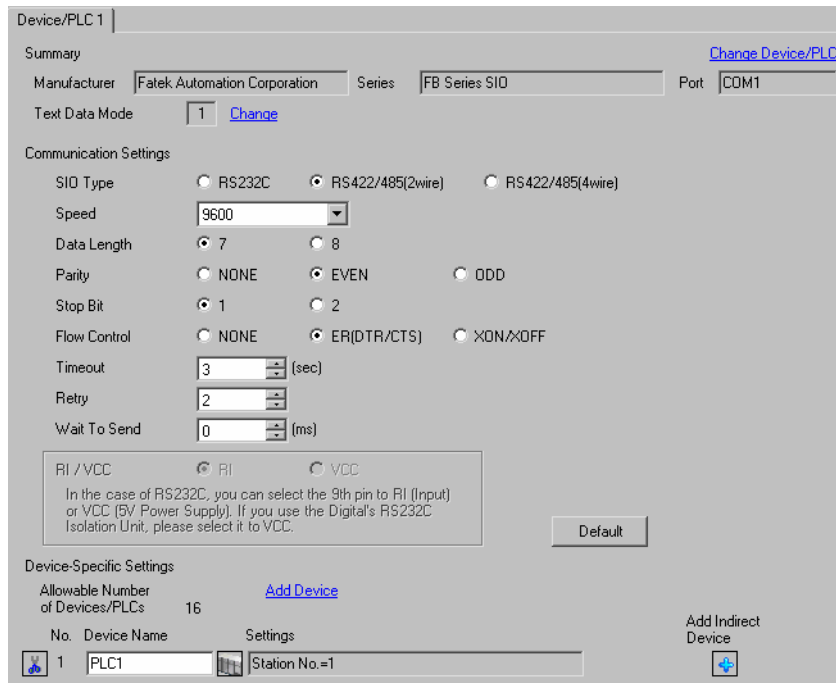 Device/PLC 1
Summary
Change Device/PLC
Manufacturer Fatek Automation Corporation Series FB Series SIO Port COM1
Text Data Mode 1 Change
Communication Settings
SIO Type RS232C RS422/485(2wire) RS422/485(4wire)
Speed 9600
Data Length 7 8
Parity NONE EVEN ODD
Stop Bit 1 2
Flow Control NONE ER(DTR/CTS) XON/XOFF
Timeout 3 (sec)
Retry 2
Wait To Send 0 (ms)
RI / VCC RI VCC
In the case of RS232C, you can select the 9th pin to RI (Input)
or VCC (5V Power Supply). If you use the Digital's RS232C
Isolation Unit, please select it to VCC.
Default
Device-Specific Settings
Allowable Number
of Devices/PLCs 16
Add Device
Add Indirect
Device
No. Device Name Settings
1 PLC1 Station No.=1